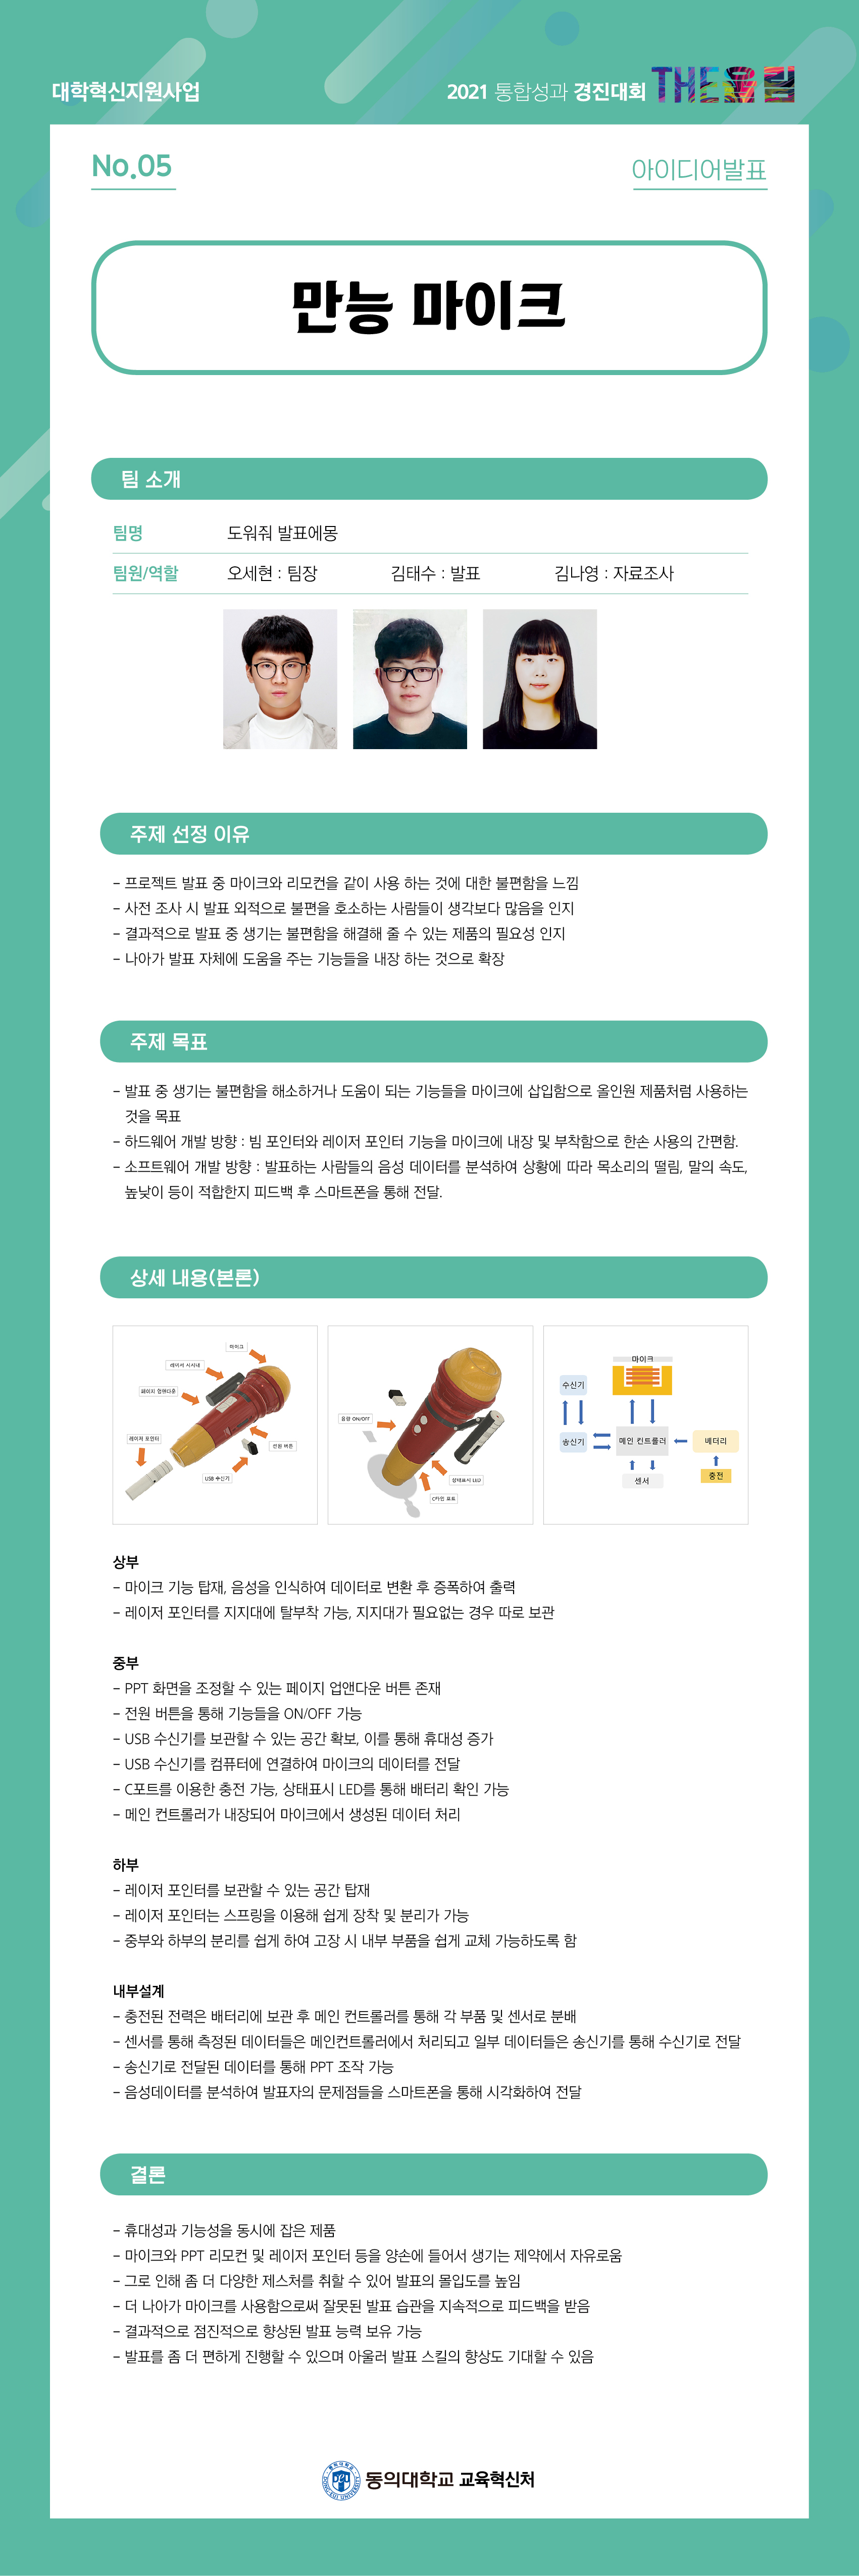 대학혁신지원사업
2021 통합성과 경진대회 THE울림
No.05
아이디어발표
만능 마이크
팀 소개
팀명 도워줘 발표에몽
팀원/역할 오세현 : 팀장 김태수 : 발표 김나영 : 자료조사
주제 선정 이유
- 프로젝트 발표 중 마이크와 리모컨을 같이 사용 하는 것에 대한 불편함을 느낌
- 사전 조사 시 발표 외적으로 불편을 호소하는 사람들이 생각보다 많음을 인지
- 결과적으로 발표 중 생기는 불편함을 해결해 줄 수 있는 제품의 필요성 인지
- 나아가 발표 자체에 도움을 주는 기능들을 내장 하는 것으로 확장
주제 목표
- 발표 중 생기는 불편함을 해소하거나 도움이 되는 기능들을 마이크에 삽입함으로 올인원 제품처럼 사용하는
것을 목표
- 하드웨어 개발 방향 : 빔 포인터와 레이저 포인터 기능을 마이크에 내장 및 부착함으로 한손 사용의 간편함.
- 소프트웨어 개발 방향 : 발표하는 사람들의 음성 데이터를 분석하여 상황에 따라 목소리의 떨림, 말의 속도,
높낮이 등이 적합한지 피드백 후 스마트폰을 통해 전달.
상세 내용(본론)
마이크
레이저 지지대
페이지 업앤다운
레이저 포인터
전원 버튼
USB 수신기
음량 ON/OFF
상태표시 LED
C타입 포트
마이크
수신기
송신기
메인 컨트롤러
베터리
센서
충전
상부
- 마이크 기능 탑재, 음성을 인식하여 데이터로 변환 후 증폭하여 출력
- 레이저 포인터를 지지대에 탈부착 가능, 지지대가 필요없는 경우 따로 보관
중부
- PPT 화면을 조정할 수 있는 페이지 업앤다운 버튼 존재
- 전원 버튼을 통해 기능들을 ON/OFF 가능
- USB 수신기를 보관할 수 있는 공간 확보, 이를 통해 휴대성 증가
- USB 수신기를 컴퓨터에 연결하여 마이크의 데이터를 전달
- C포트를 이용한 충전 가능, 상태표시 LED를 통해 배터리 확인 가능
- 메인 컨트롤러가 내장되어 마이크에서 생성된 데이터 처리
하부
- 레이저 포인터를 보관할 수 있는 공간 탑재
- 레이저 포인터는 스프링을 이용해 쉽게 장착 및 분리가 가능
- 중부와 하부의 분리를 쉽게 하여 고장 시 내부 부품을 쉽게 교체 가능하도록 함
내부설계
- 충전된 전력은 배터리에 보관 후 메인 컨트롤러를 통해 각 부품 및 센서로 분배
- 센서를 통해 측정된 데이터들은 메인컨트롤러에서 처리되고 일부 데이터들은 송신기를 통해 수신기로 전달
- 송신기로 전달된 데이터를 통해 PPT 조작 가능
- 음성데이터를 분석하여 발표자의 문제점들을 스마트폰을 통해 시각화하여 전달
결론
- 휴대성과 기능성을 동시에 잡은 제품
- 마이크와 PPT 리모컨 및 레이저 포인터 등을 양손에 들어서 생기는 제약에서 자유로움
- 그로 인해 좀 더 다양한 제스처를 취할 수 있어 발표의 몰입도를 높임
- 더 나아가 마이크를 사용함으로써 잘못된 발표 습관을 지속적으로 피드백을 받음
- 결과적으로 점진적으로 향상된 발표 능력 보유 가능
- 발표를 좀 더 편하게 진행할 수 있으며 아울러 발표 스킬의 향상도 기대할 수 있음
동의대학교 교육혁신처